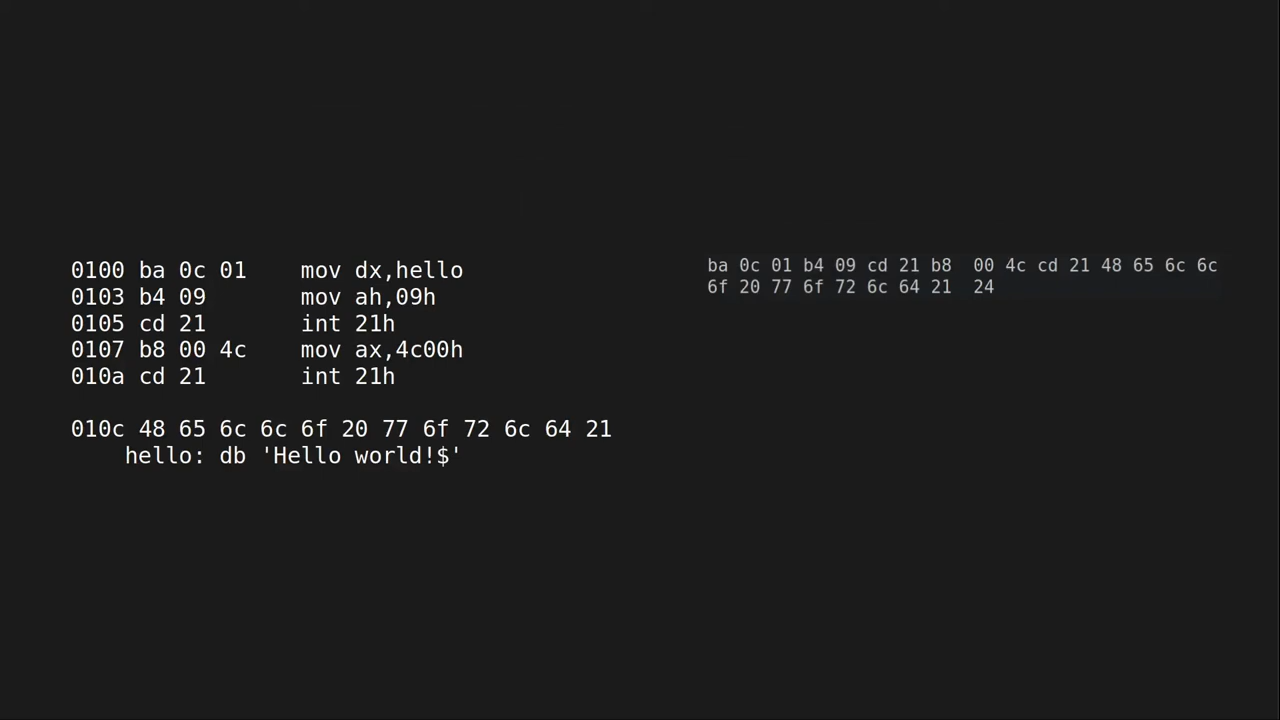 0100 ba 0c 01    mov dx,hello
0103 b4 09       mov ah,09h
0105 cd 21       int 21h
0107 b8 00 4c    mov ax,4c00h
010a cd 21       int 21h
010c 48 65 6c 6c 6f 20 77 6f 72 6c 64 21
    hello: db 'Hello world!$'
ba 0c 01 b4 09 cd 21 b8  00 4c cd 21 48 65 6c 6c
6f 20 77 6f 72 6c 64 21  24